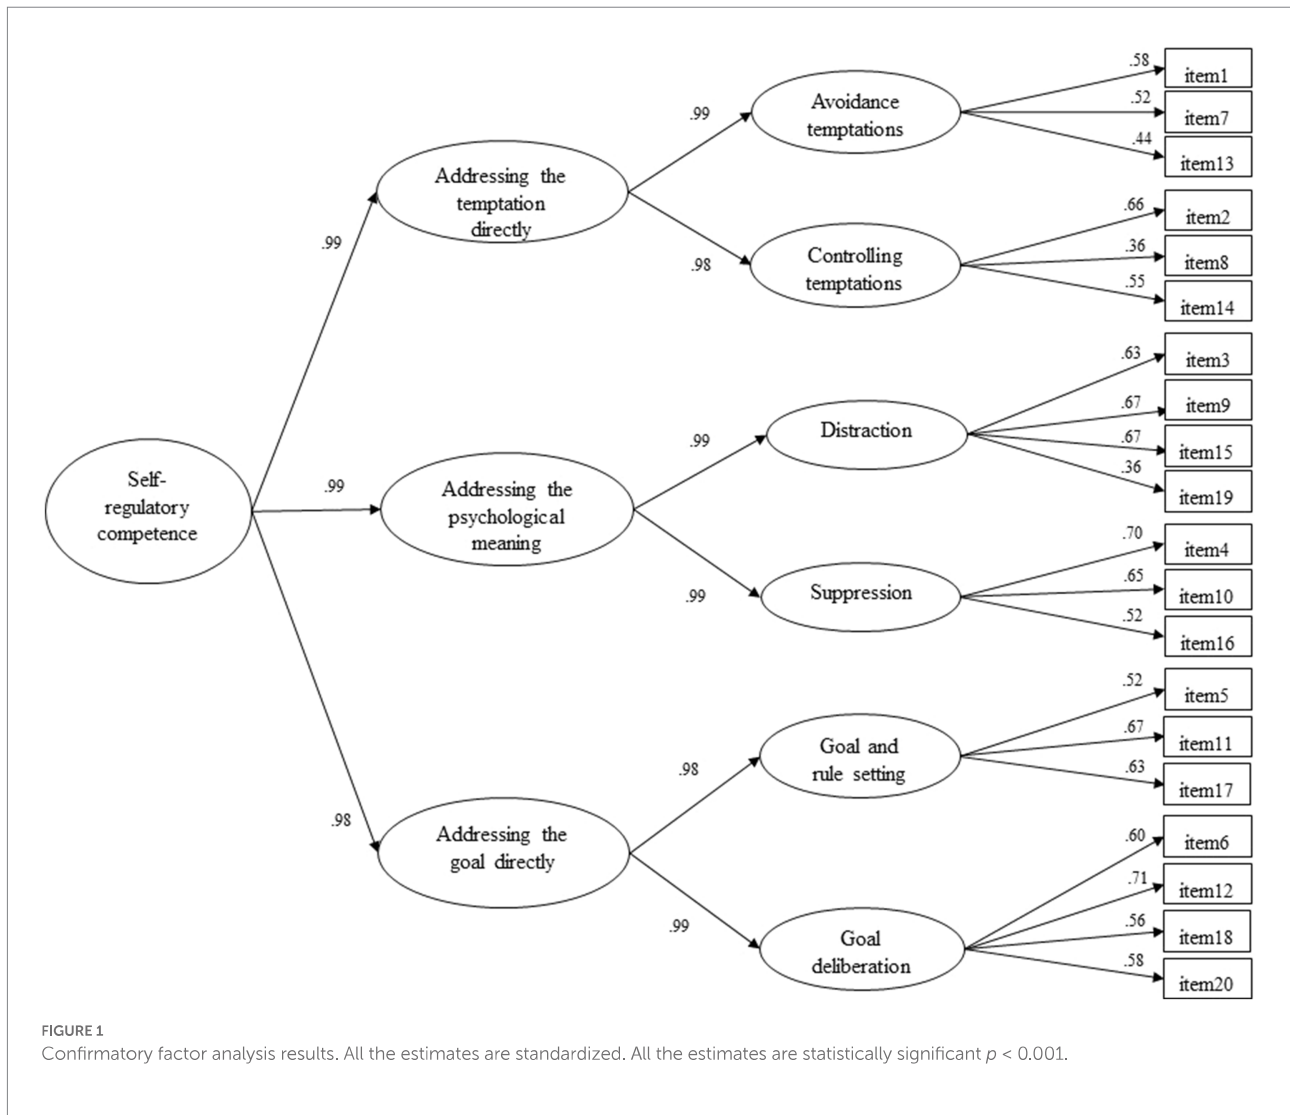 Self-
regulatory
competence
.99
.99
.98
Addressing the
temptation
directly
.99
.98
Addressing the
psychological
meaning
.99
.99
Addressing the
goal directly
.98
.99
Avoidance
temptations
.58
.52
.44
item1
item7
item13
Controlling
temptations
.66
.36
.55
item2
item8
item14
Distraction
.63
.67
.67
.36
item3
item9
item15
item19
Suppression
.70
.65
.52
item4
item10
item16
Goal and
rule setting
.52
.67
.63
item5
item11
item17
Goal
deliberation
.60
.71
.56
.58
item6
item12
item18
item20
FIGURE 1
Confirmatory factor analysis results. All the estimates are standardized. All the estimates are statistically significant p < 0.001.